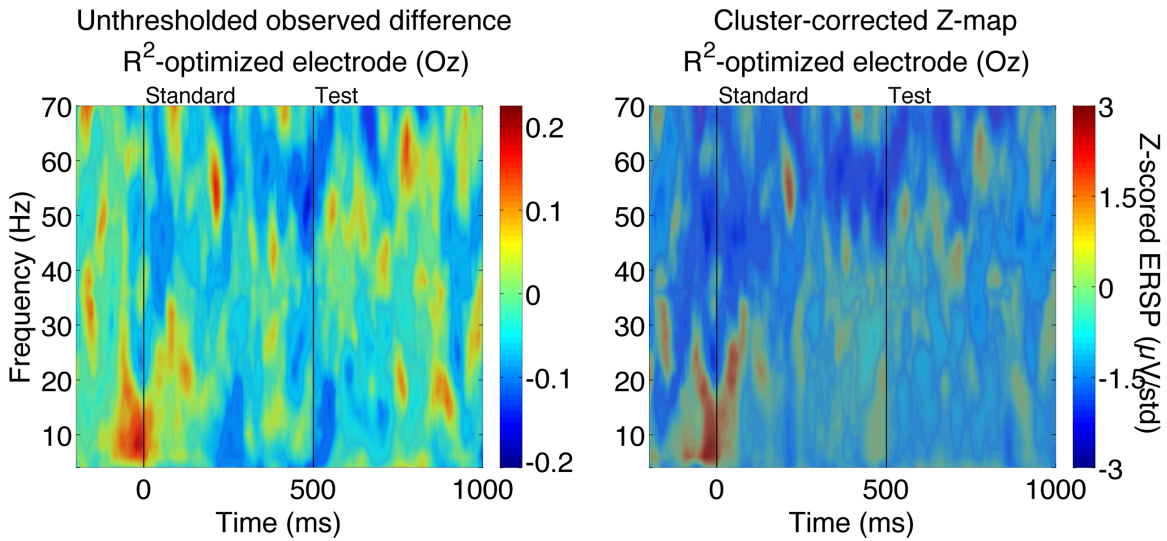 Unthresholded observed difference
R²-optimized electrode (Oz)
Standard Test
70
60
50
40
30
20
10
Frequency (Hz)
0 500 1000
Time (ms)
0.2
0.1
0
-0.1
-0.2
Cluster-corrected Z-map
R²-optimized electrode (Oz)
Standard Test
70
60
50
40
30
20
10
0 500 1000
Time (ms)
3
1.5
0
-1.5
-3
Z-scored ERSP (μV/std)